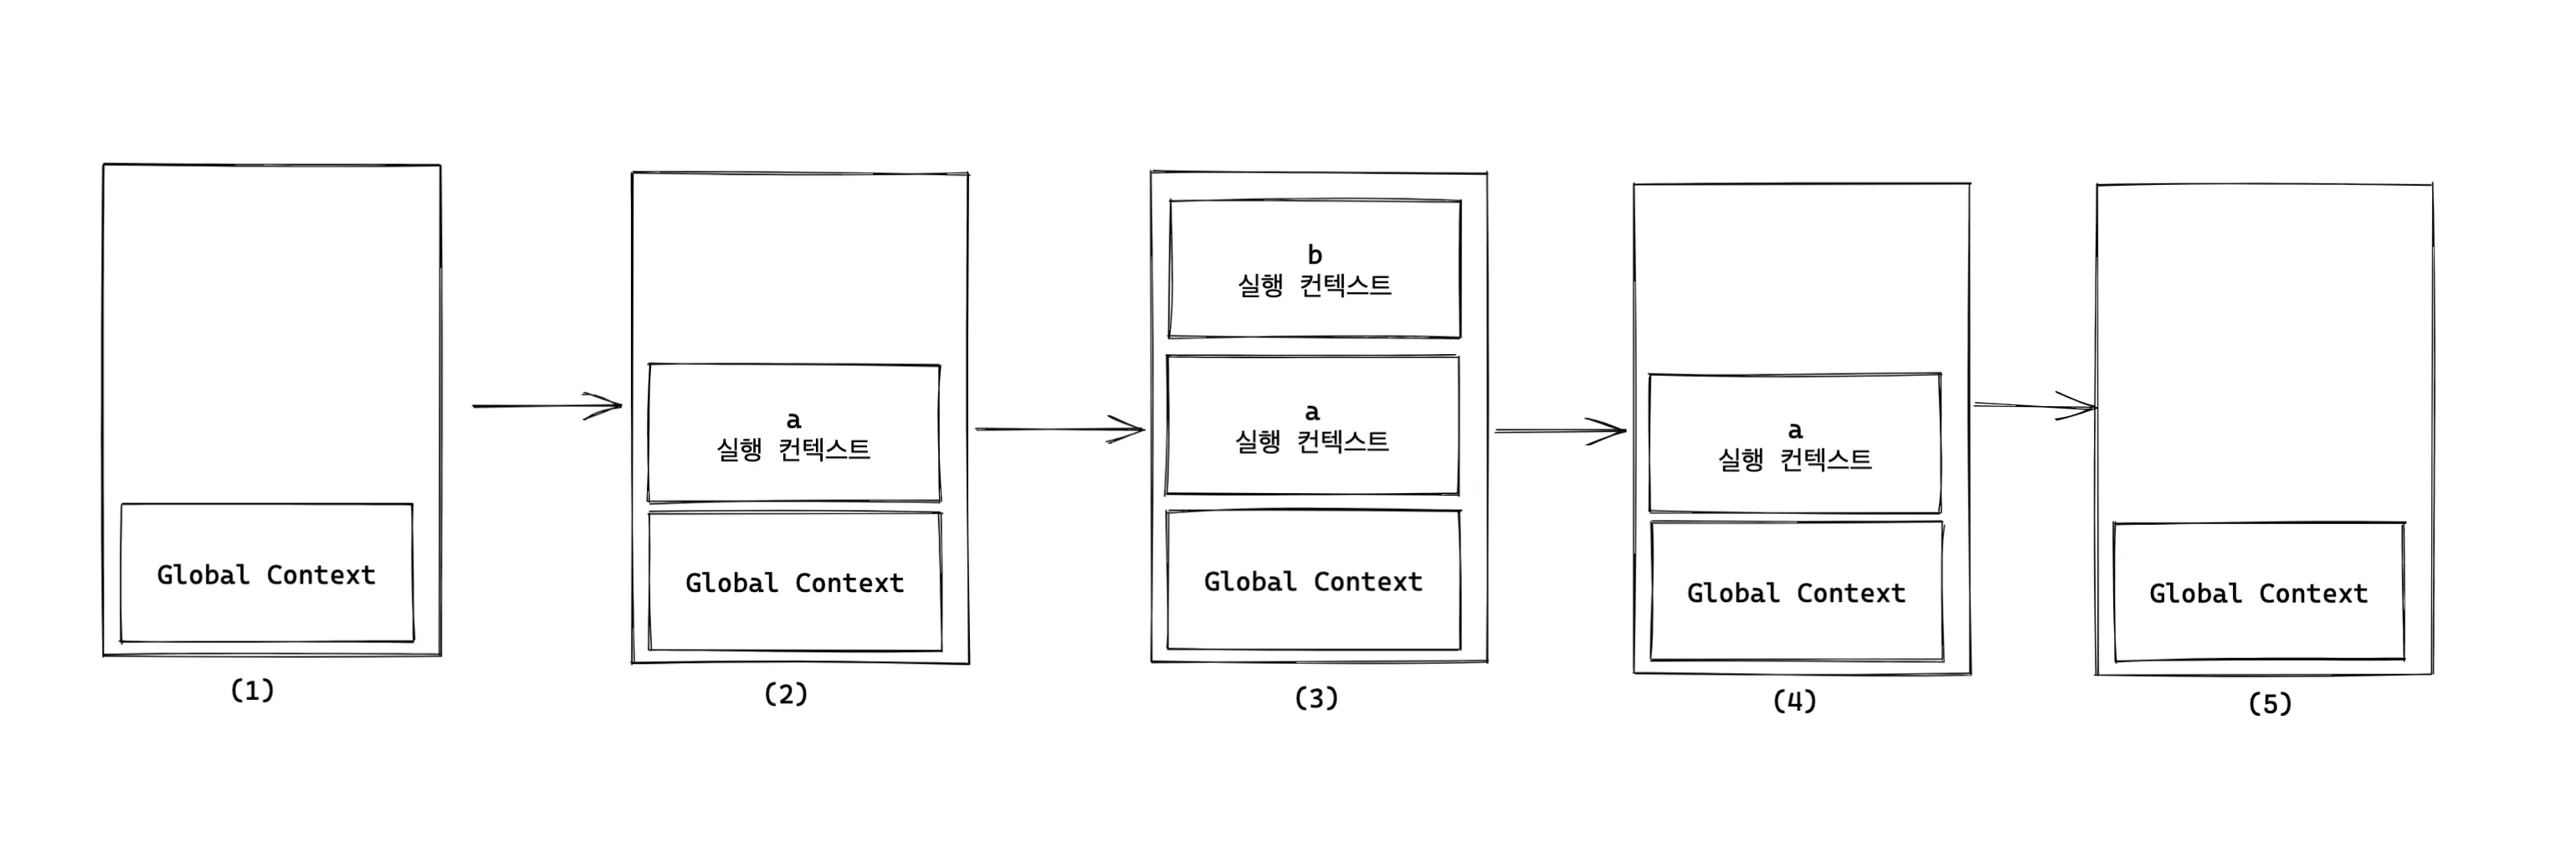 Global Context
(1)
a
실행 컨텍스트
Global Context
(2)
b
실행 컨텍스트
a
실행 컨텍스트
Global Context
(3)
a
실행 컨텍스트
Global Context
(4)
Global Context
(5)